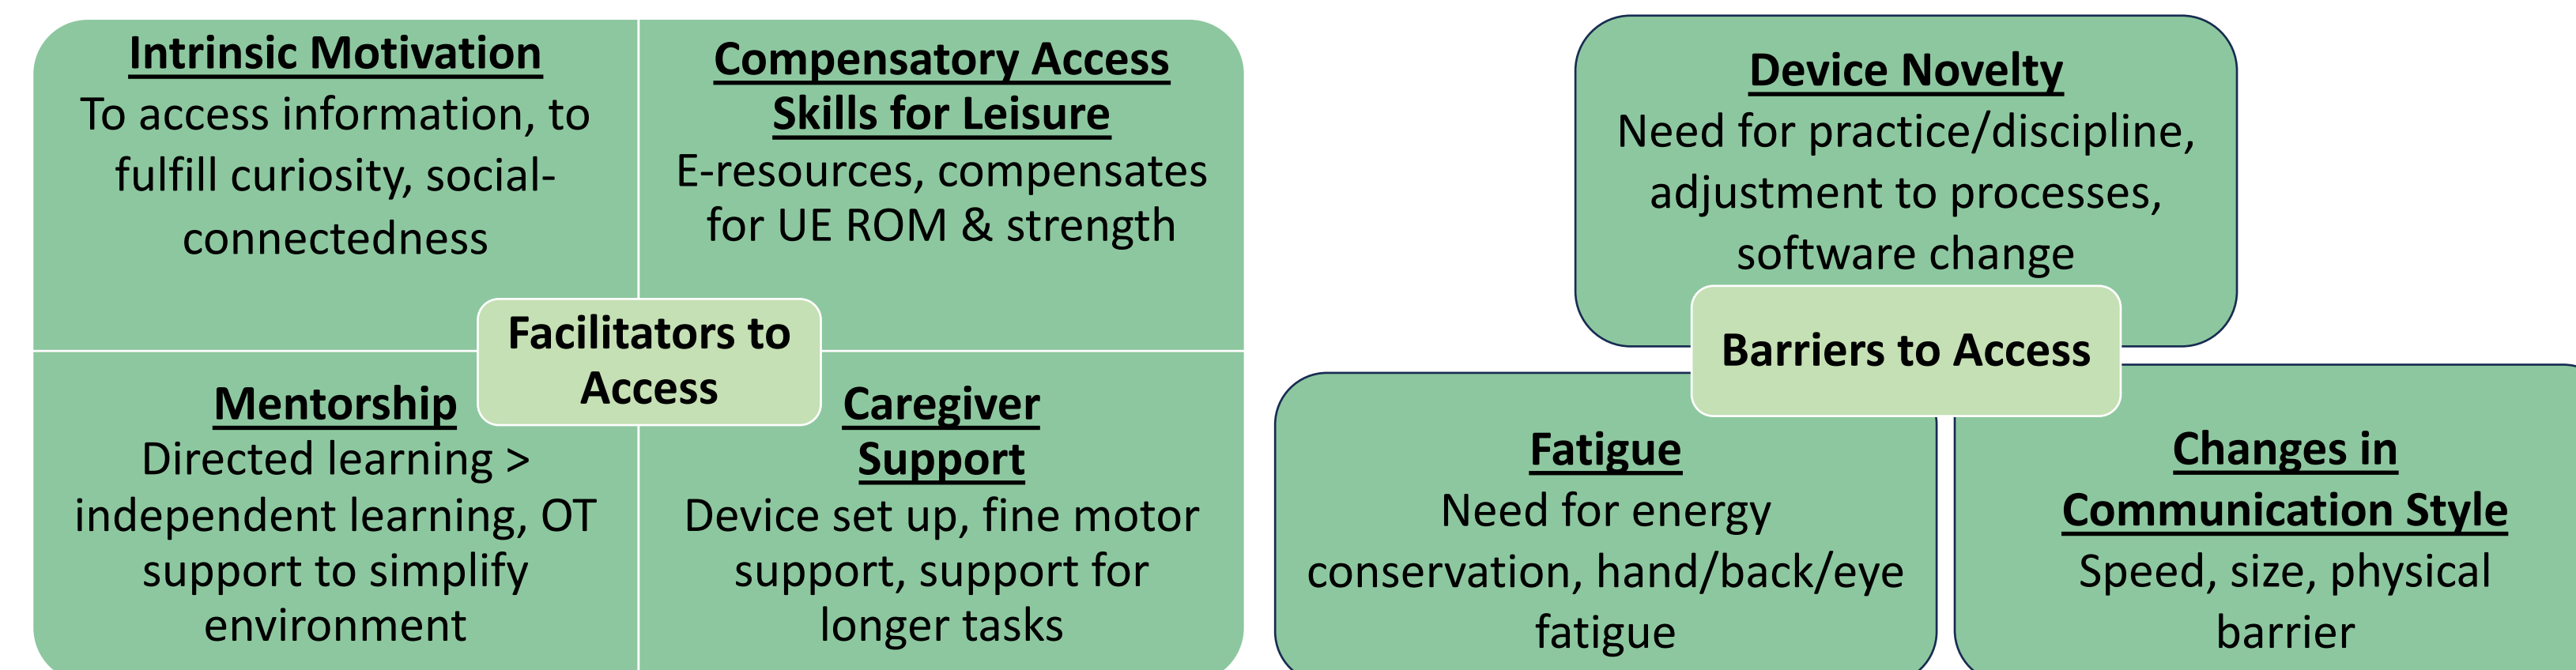 Intrinsic Motivation
To access information, to
fulfill curiosity, social-
connectedness
Compensatory Access
Skills for Leisure
E-resources, compensates
for UE ROM & strength
Facilitators to
Access
Mentorship
Directed learning >
independent learning, OT
support to simplify
environment
Caregiver
Support
Device set up, fine motor
support, support for
longer tasks
Device Novelty
Need for practice/discipline,
adjustment to processes,
software change
Barriers to Access
Fatigue
Need for energy
conservation, hand/back/eye
fatigue
Changes in
Communication Style
Speed, size, physical
barrier